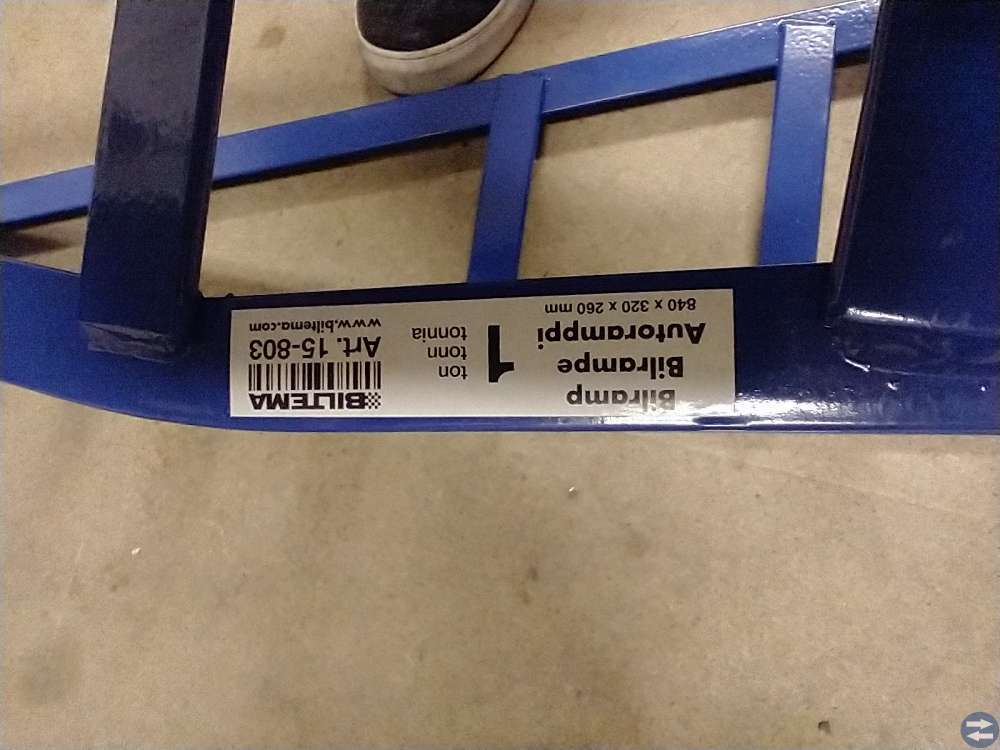 Bilramp
Bilrampe
Autoramppi
840 x 320 x 260 mm
1
ton
tonn
tonnia
BILTEMA
Art. 15-803
www.biltema.com